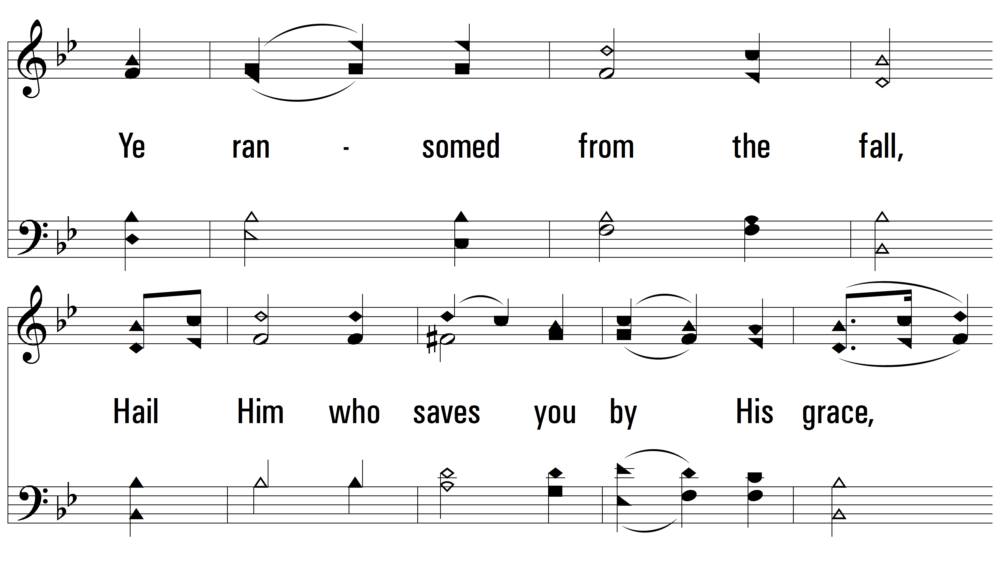 Ye ran - somed from the fall,
Hail Him who saves you by His grace,